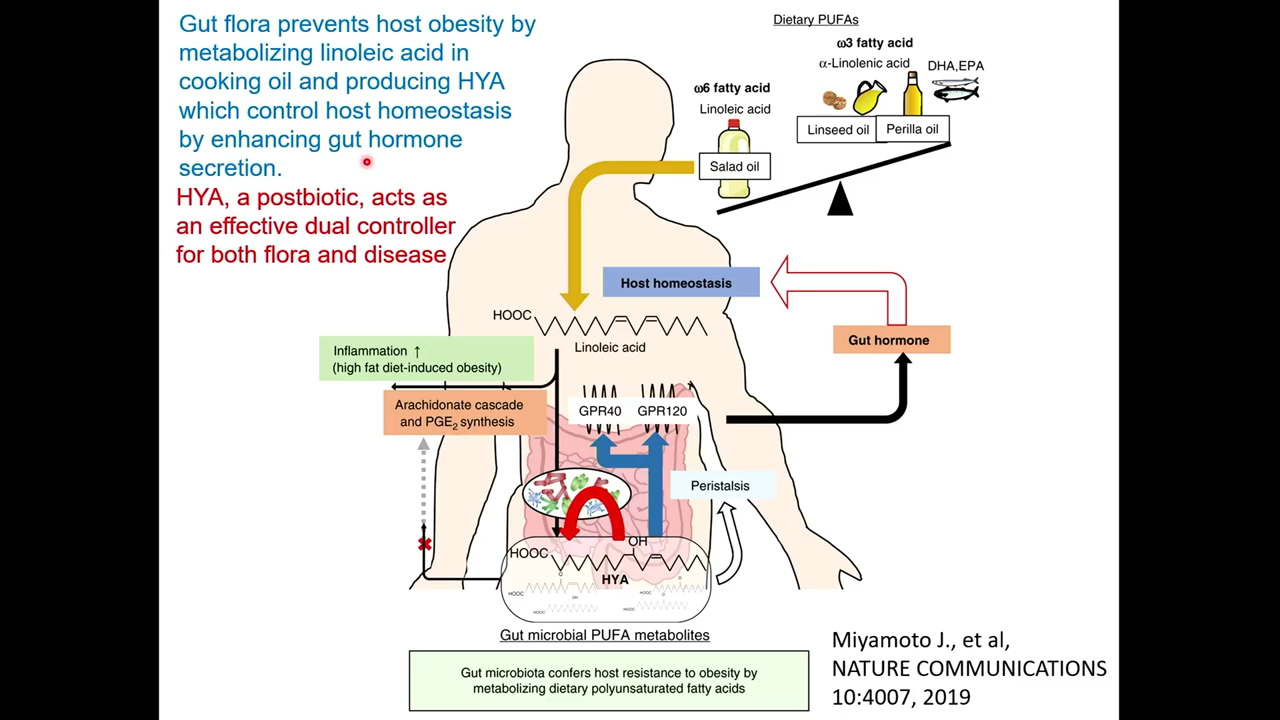 Gut flora prevents host obesity by
metabolizing linoleic acid in
cooking oil and producing HYA
which control host homeostasis
by enhancing gut hormone
secretion.
HYA, a postbiotic, acts as
an effective dual controller
for both flora and disease
Dietary PUFAs
ω3 fatty acid
α-Linolenic acid
DHA,EPA
Linseed oil
Perilla oil
ω6 fatty acid
Linoleic acid
Salad oil
Host homeostasis
Gut hormone
HOOC
Linoleic acid
Inflammation ↑
(high fat diet-induced obesity)
Arachidonate cascade
and PGE₂ synthesis
GPR40
GPR120
Peristalsis
OH
HOOC
HYA
O
O
HOOC
OH
HOOC
HOOC
O
HOOC
Gut microbial PUFA metabolites
Gut microbiota confers host resistance to obesity by
metabolizing dietary polyunsaturated fatty acids
Miyamoto J., et al,
NATURE COMMUNICATIONS
10:4007, 2019